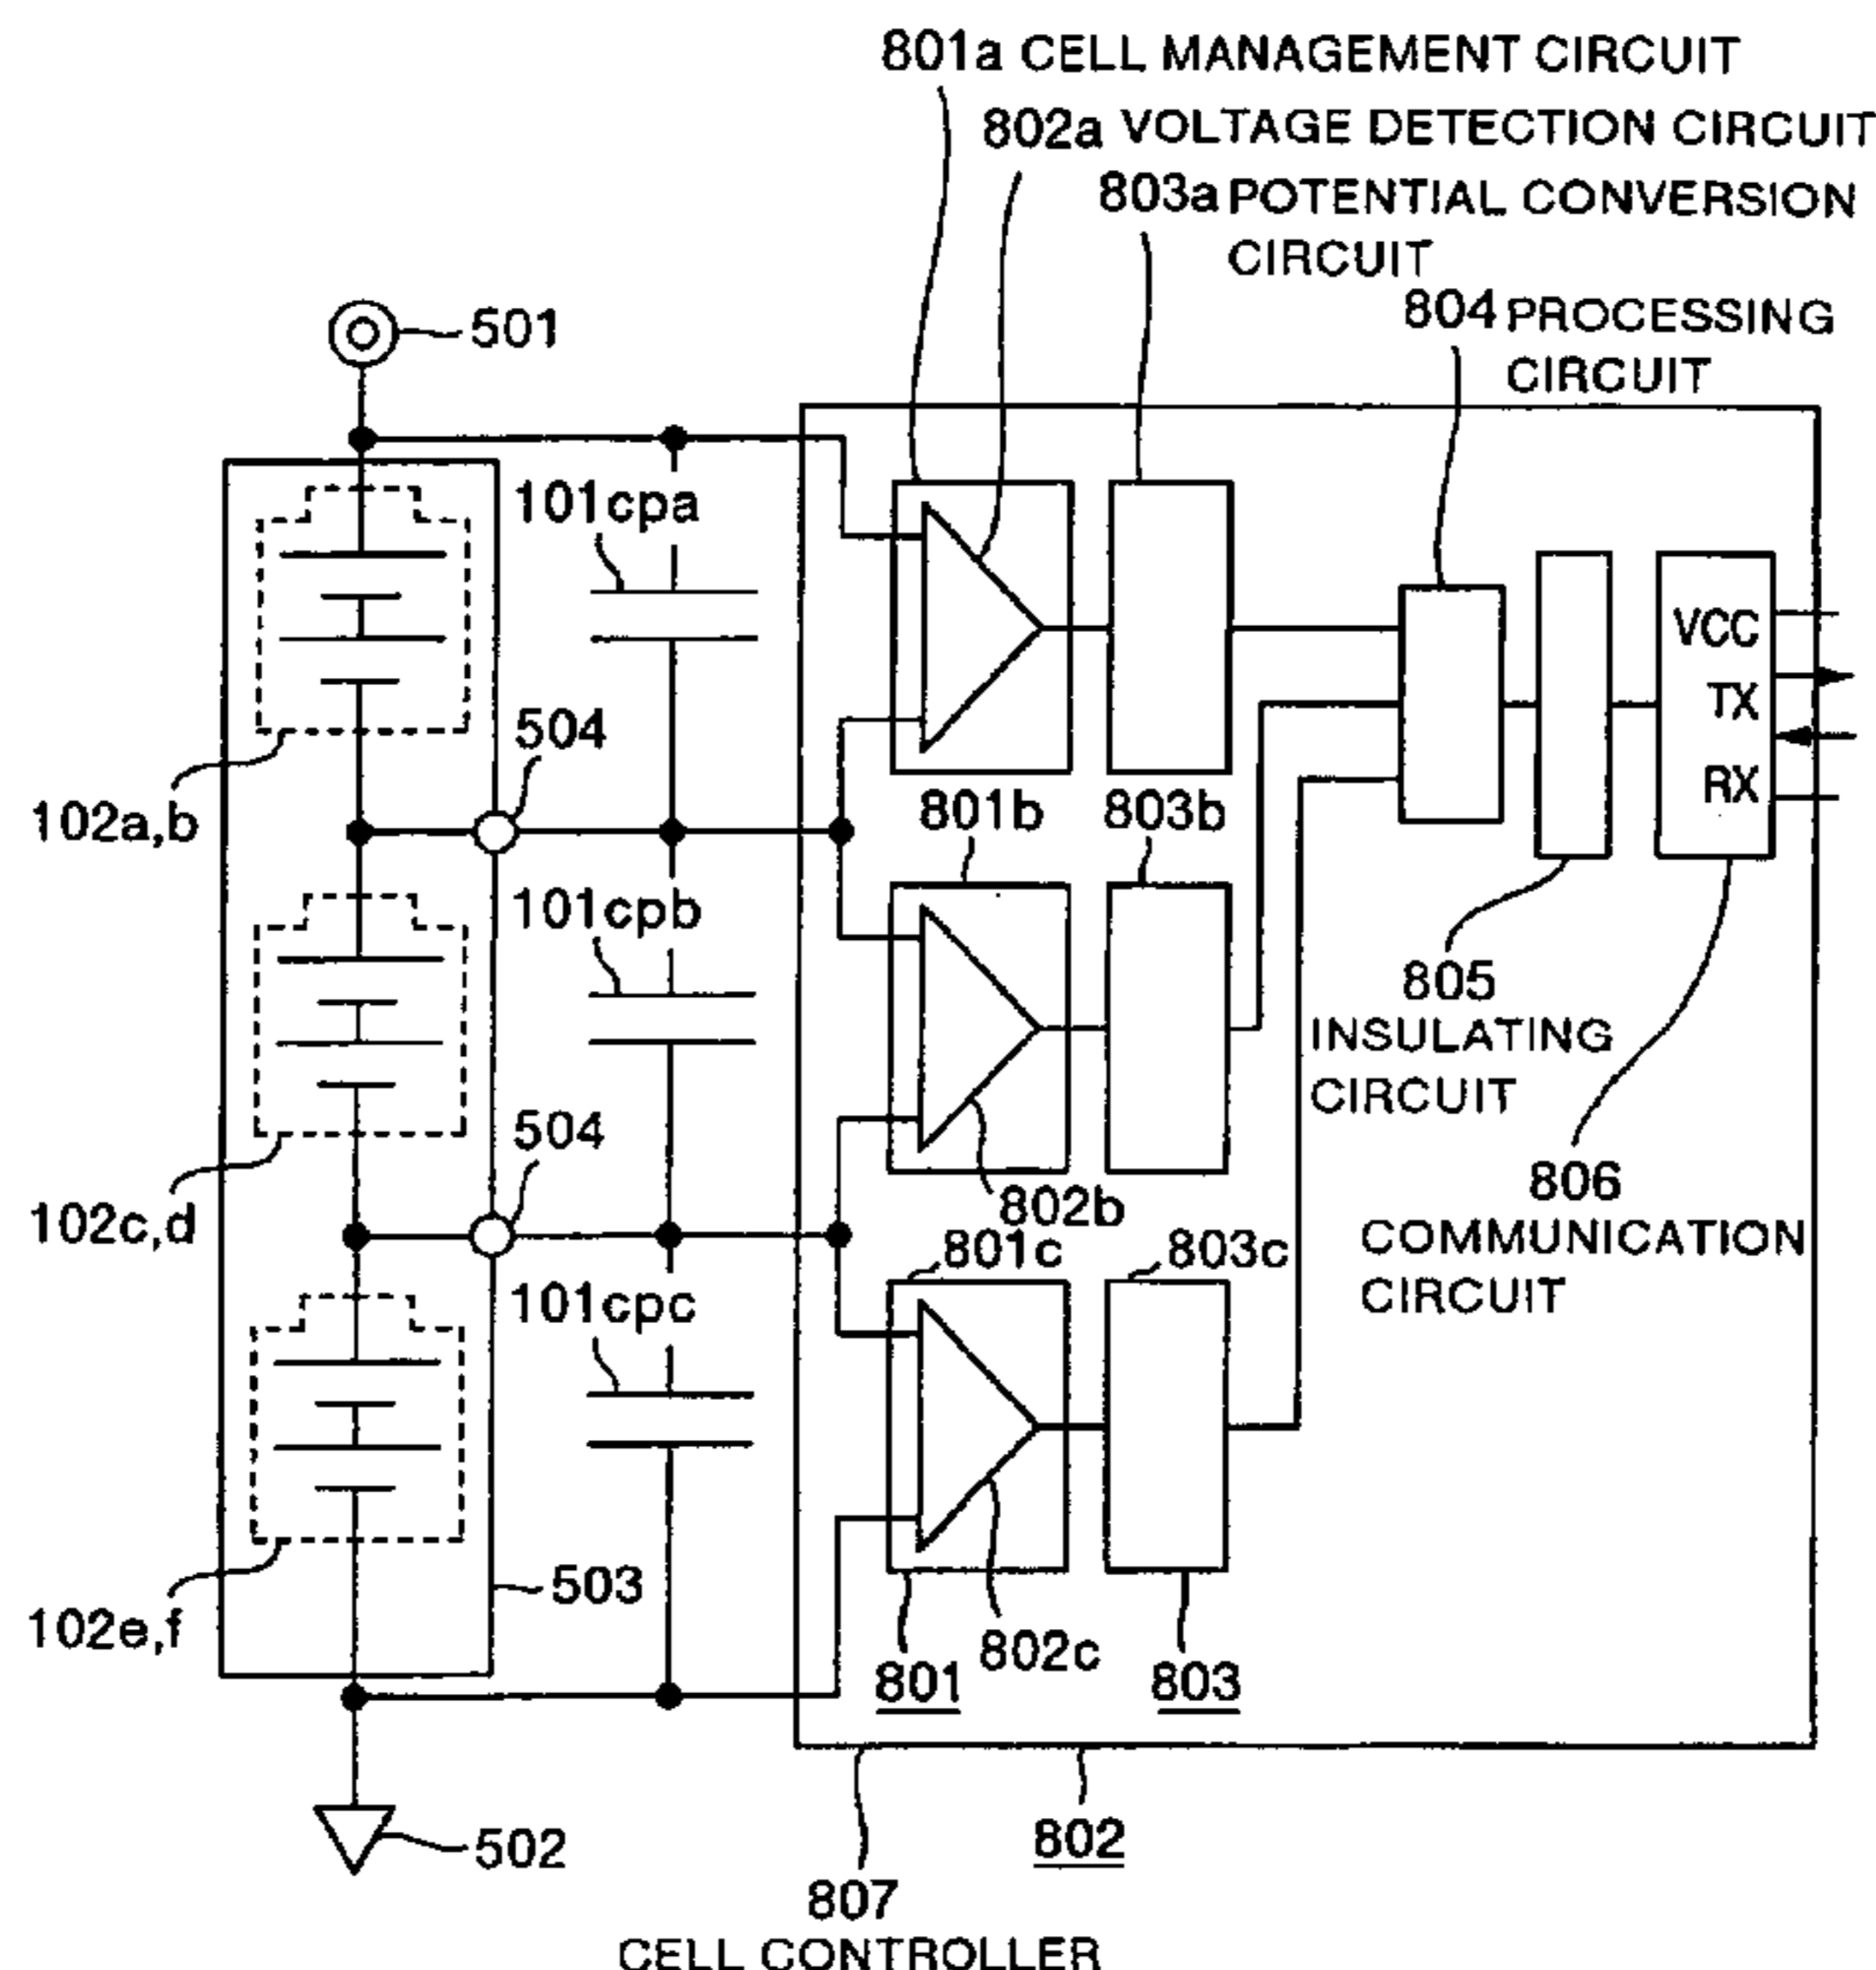 801a CELL MANAGEMENT CIRCUIT
802a VOLTAGE DETECTION CIRCUIT
803a POTENTIAL CONVERSION
CIRCUIT
804 PROCESSING
CIRCUIT
501
101cpa
VCC
TX
RX
504
102a,b
801b
803b
101cpb
805
INSULATING
CIRCUIT
504
102c,d
802b
806
COMMUNICATION
CIRCUIT
801c
803c
101cpc
503
102e,f
802c
801
803
502
802
807
CELL CONTROLLER